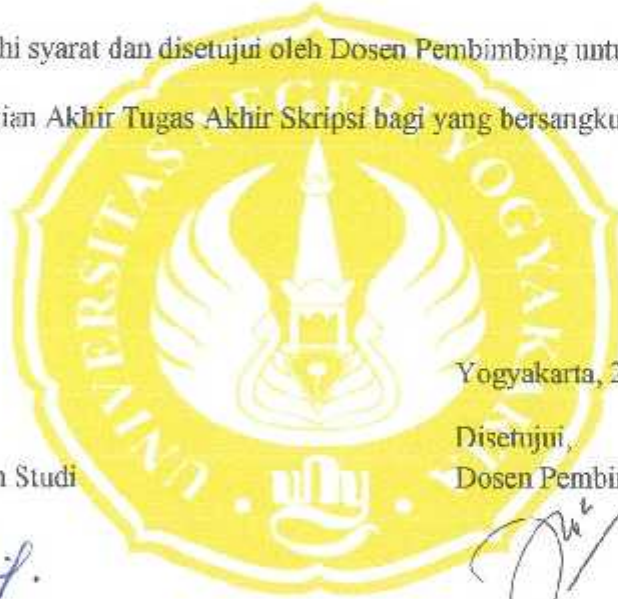 hi syarat dan disetujui oleh Dosen Pembimbing untu
ian Akhir Tugas Akhir Skripsi bagi yang bersangku
UNIVERSITAS NEGERI YOGYAKARTA
Yogyakarta, 2
Disetujui,
n Studi
Dosen Pembi